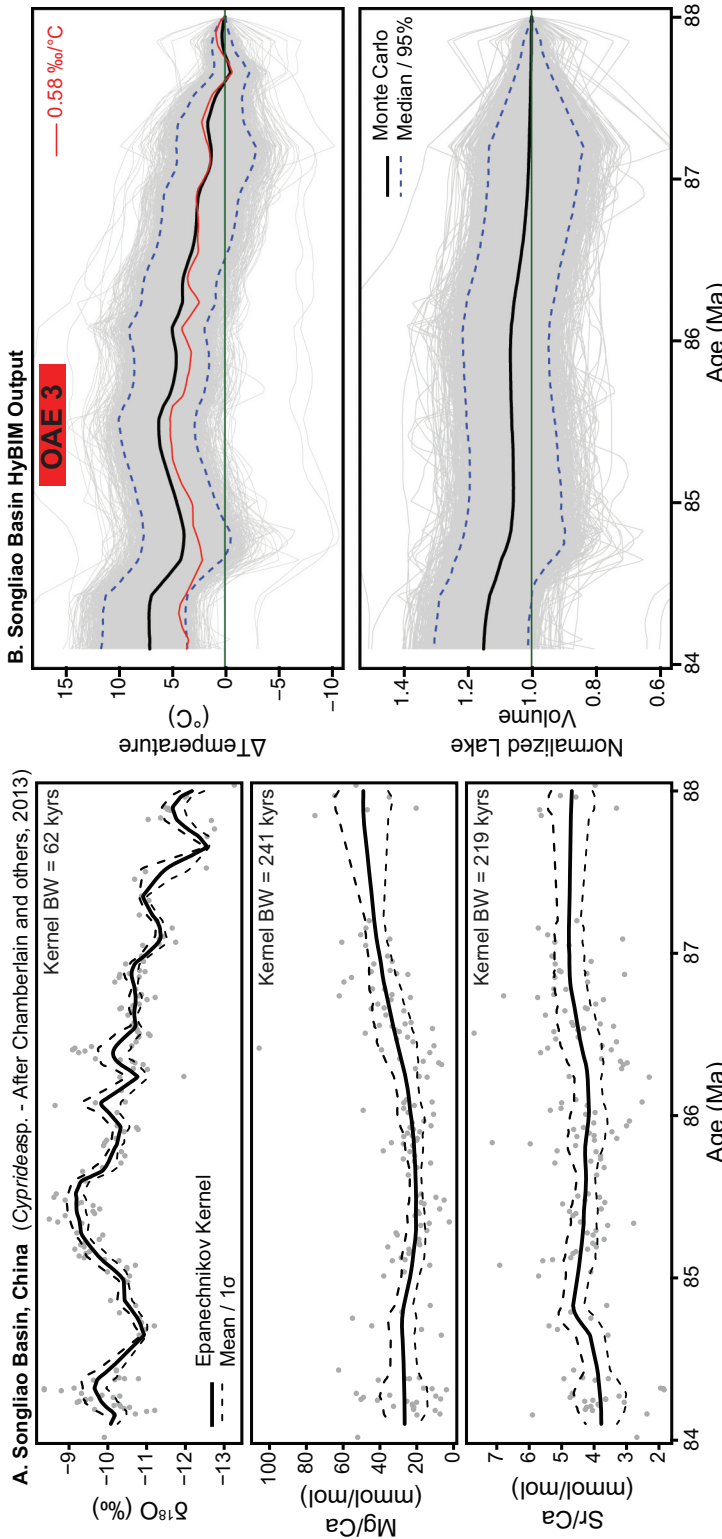 A. Songliao Basin, China (Cyprideasp. - After Chamberlain and others, 2013)
Kernel BW = 62 kyrs
Epanechnikov Kernel
Mean / 1σ
δ18O (‰)
-9
-10
-11
-12
-13
Kernel BW = 241 kyrs
Mg/Ca
(mmol/mol)
100
80
60
40
20
0
Kernel BW = 219 kyrs
Sr/Ca
(mmol/mol)
7
6
5
4
3
2
84
85
86
87
88
Age (Ma)
B. Songliao Basin HyBIM Output
OAE 3
0.58 ‰/°C
ΔTemperature
(°C)
15
10
5
0
-5
-10
Monte Carlo
Median / 95%
Normalized Lake
Volume
1.4
1.2
1.0
0.8
0.6
84
85
86
87
88
Age (Ma)